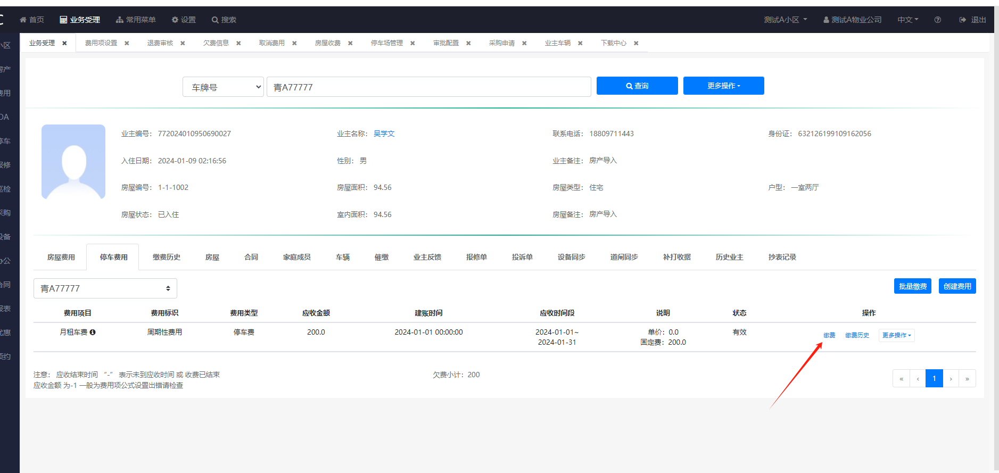 首页 业务受理 常用菜单 设置 搜索 测试A小区 测试A物业公司 中文 退出
业务受理 费用项设置 退费审核 欠费信息 取消费用 房屋收费 停车场管理 审批配置 采购申请 业主车辆 下载中心
小区
房产
费用
OA
停车
报修
巡检
采购
设备
办公
合同
报表
优惠
预约
车牌号 青A77777 查询 更多操作
业主编号： 772024010950690027 业主名称： 吴学文 联系电话： 18809711443 身份证： 632126199109162056
入住日期： 2024-01-09 02:16:56 性别： 男 业主备注： 房产导入
房屋编号： 1-1-1002 房屋面积： 94.56 房屋类型： 住宅 户型： 一室两厅
房屋状态： 已入住 室内面积： 94.56 房屋备注： 房产导入
房屋费用 停车费用 缴费历史 房屋 合同 家庭成员 车辆 催缴 业主反馈 报修单 投诉单 设备同步 道闸同步 补打收据 历史业主 抄表记录
青A77777 批量缴费 创建费用
费用项目 费用标识 费用类型 应收金额 建账时间 应收时间段 说明 状态 操作
月租车费 周期性费用 停车费 200.0 2024-01-01 00:00:00 2024-01-01~ 单价：0.0 有效 缴费 缴费历史 更多操作
2024-01-31 固定费：200.0
注意： 应收结束时间 “-” 表示未到应收时间 或 收费已结束 欠费小计：200 « ‹ 1 › »
应收金额 为-1 一般为费用项公式设置出错请检查